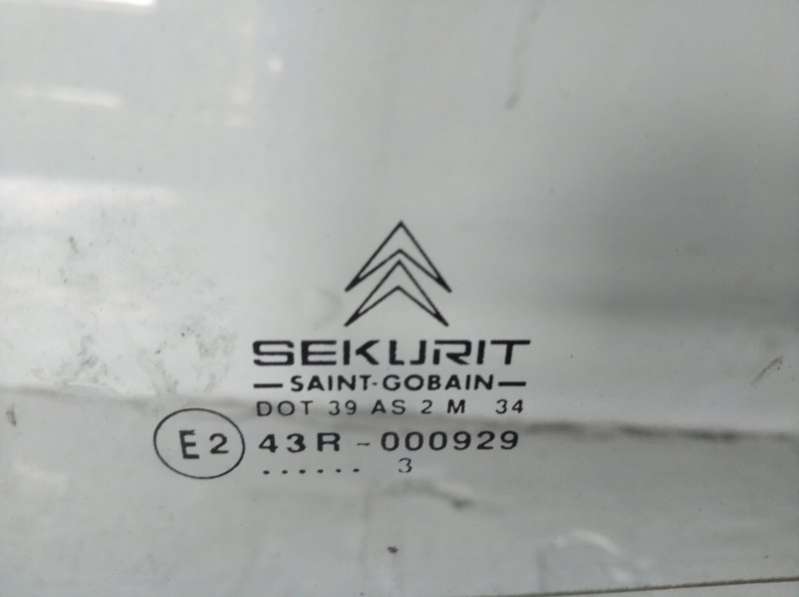 SEKURIT
—SAINT-GOBAIN—
DOT 39 AS 2 M 34
E2 43R-000929
...... 3